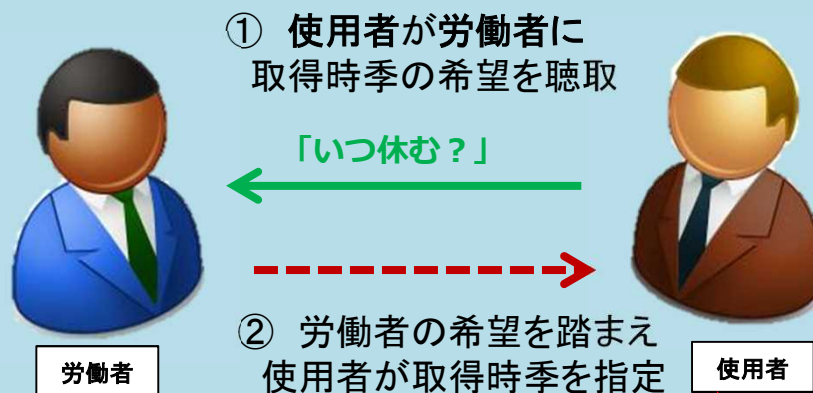 ① 使用者が労働者に
取得時季の希望を聴取
「いつ休む？」
② 労働者の希望を踏まえ
使用者が取得時季を指定
労働者
使用者